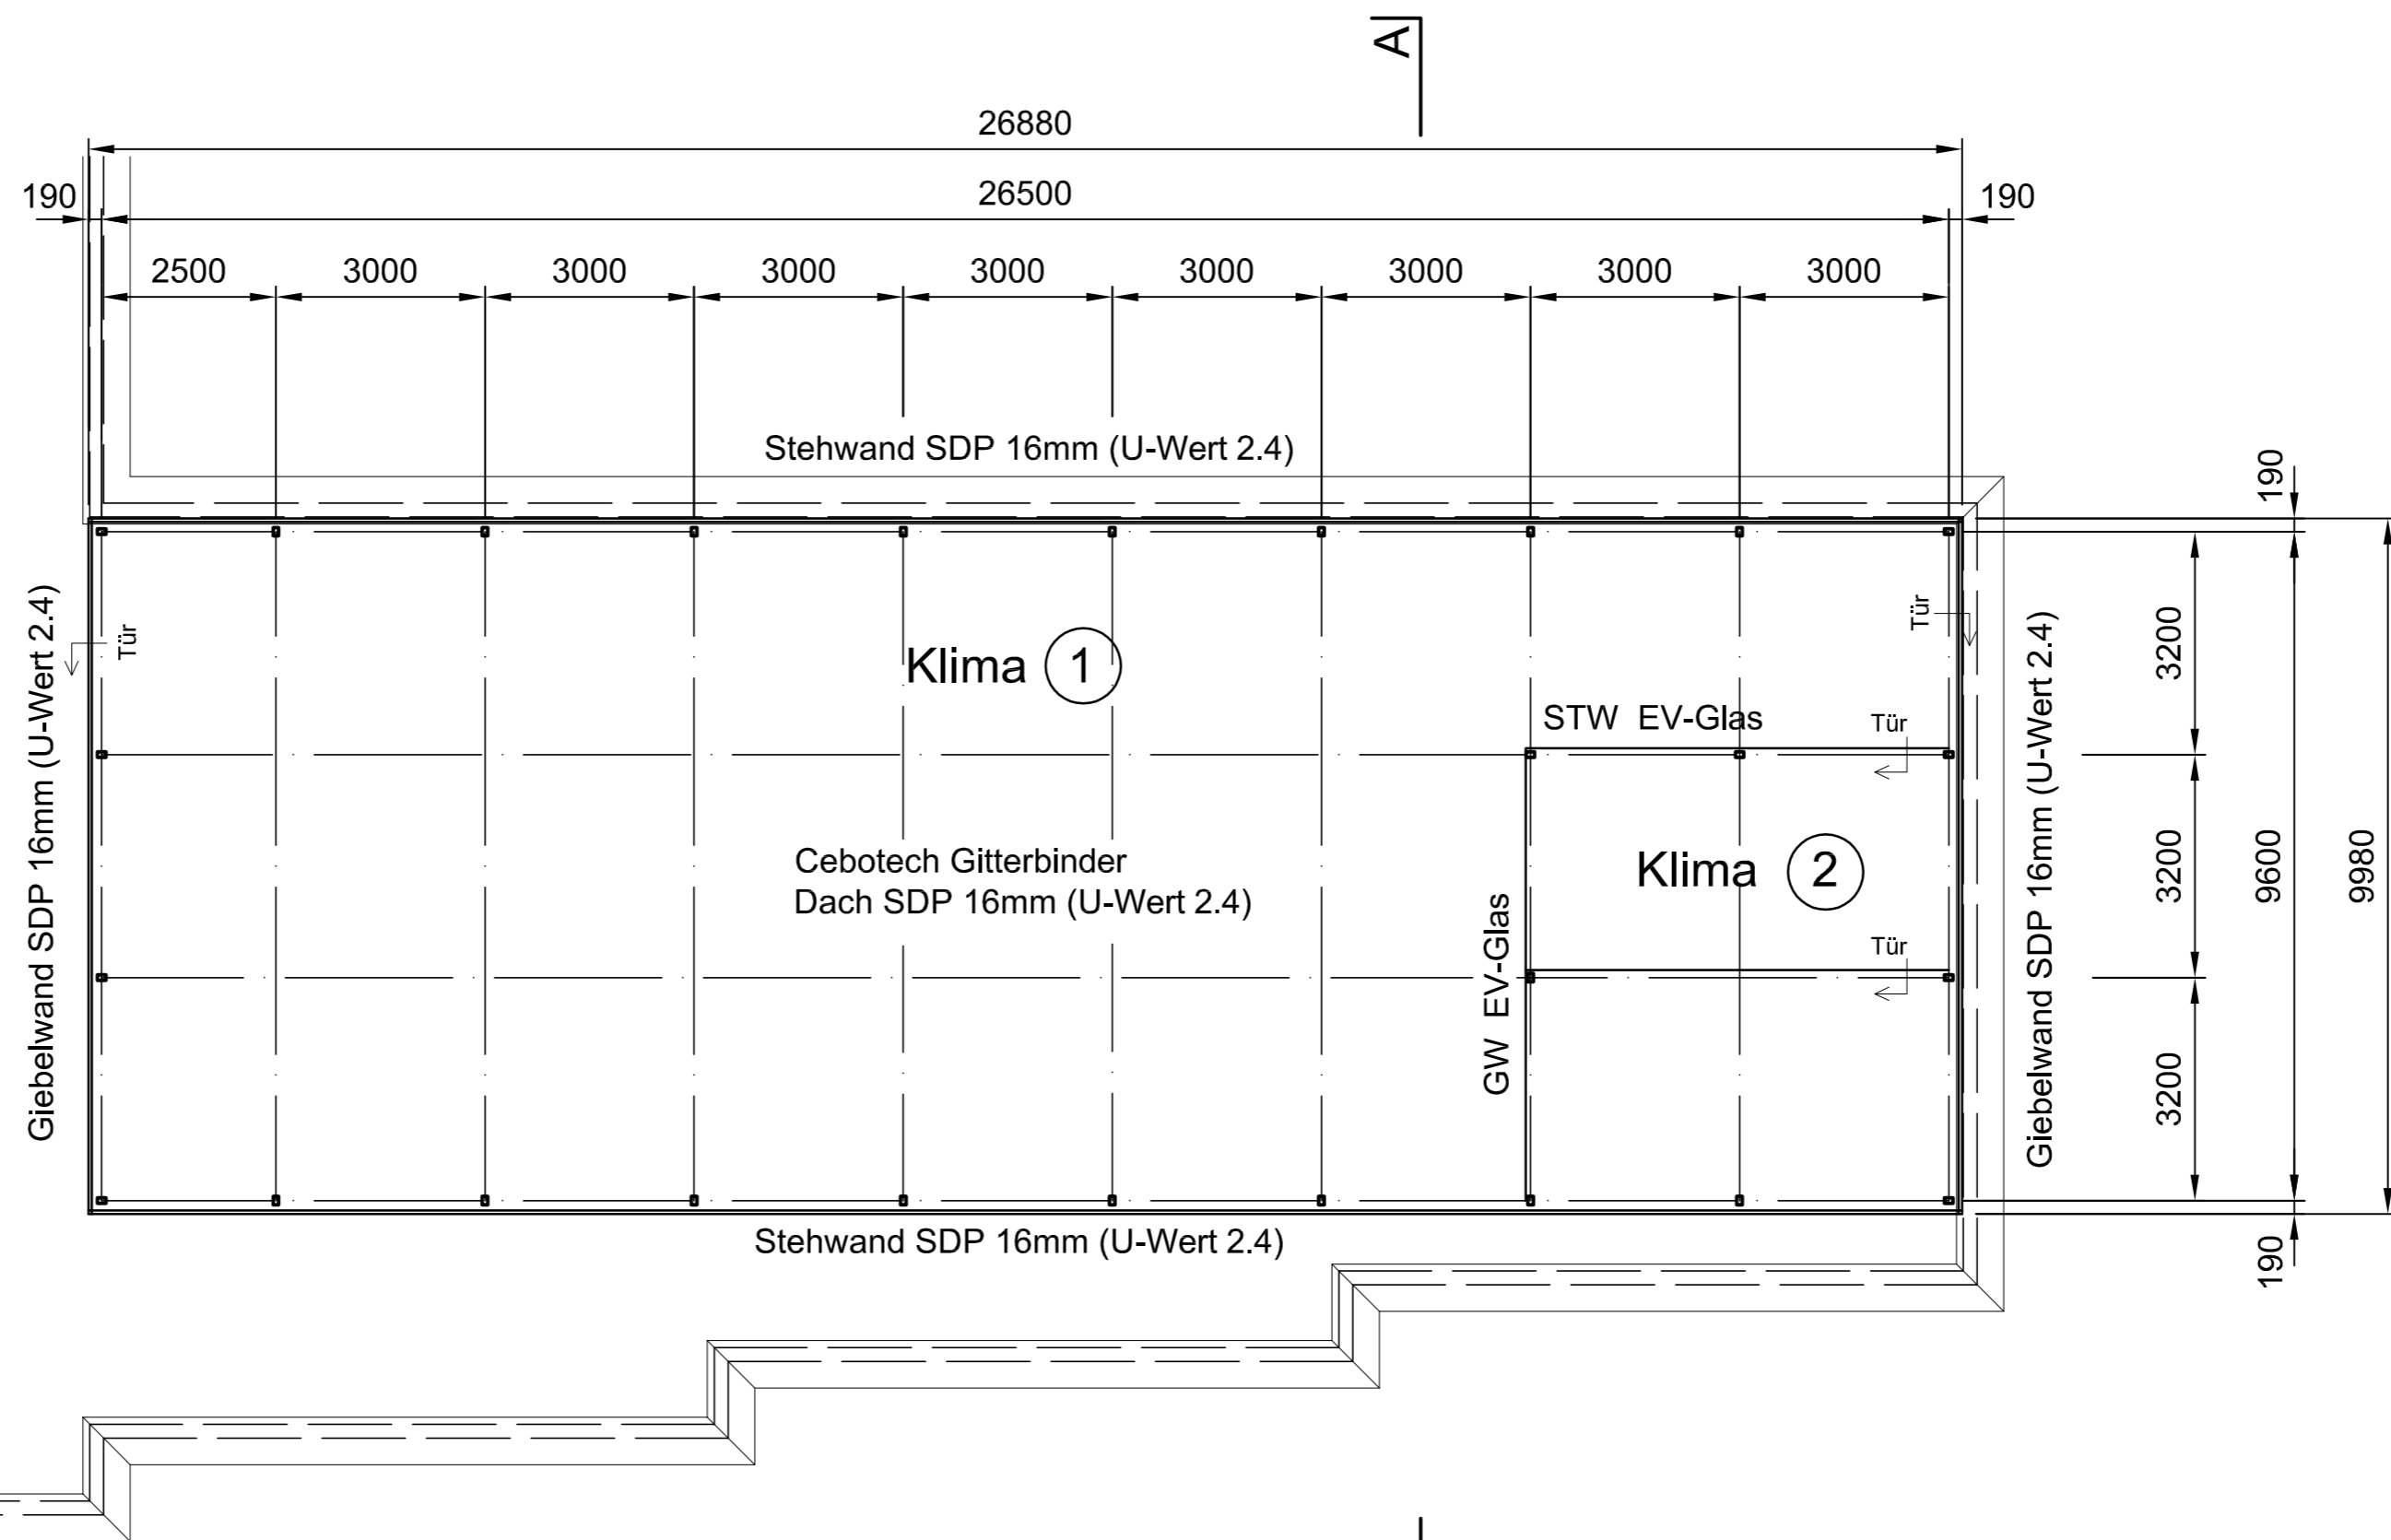 A
26880
190
26500
190
2500
3000
3000
3000
3000
3000
3000
3000
3000
Stehwand SDP 16mm (U-Wert 2.4)
190
Giebelwand SDP 16mm (U-Wert 2.4)
Tür
Klima 1
Tür
Giebelwand SDP 16mm (U-Wert 2.4)
3200
STW EV-Glas
Tür
Cebotech Gitterbinder
Dach SDP 16mm (U-Wert 2.4)
Klima 2
3200
9600
9980
GW EV-Glas
Tür
3200
Stehwand SDP 16mm (U-Wert 2.4)
190